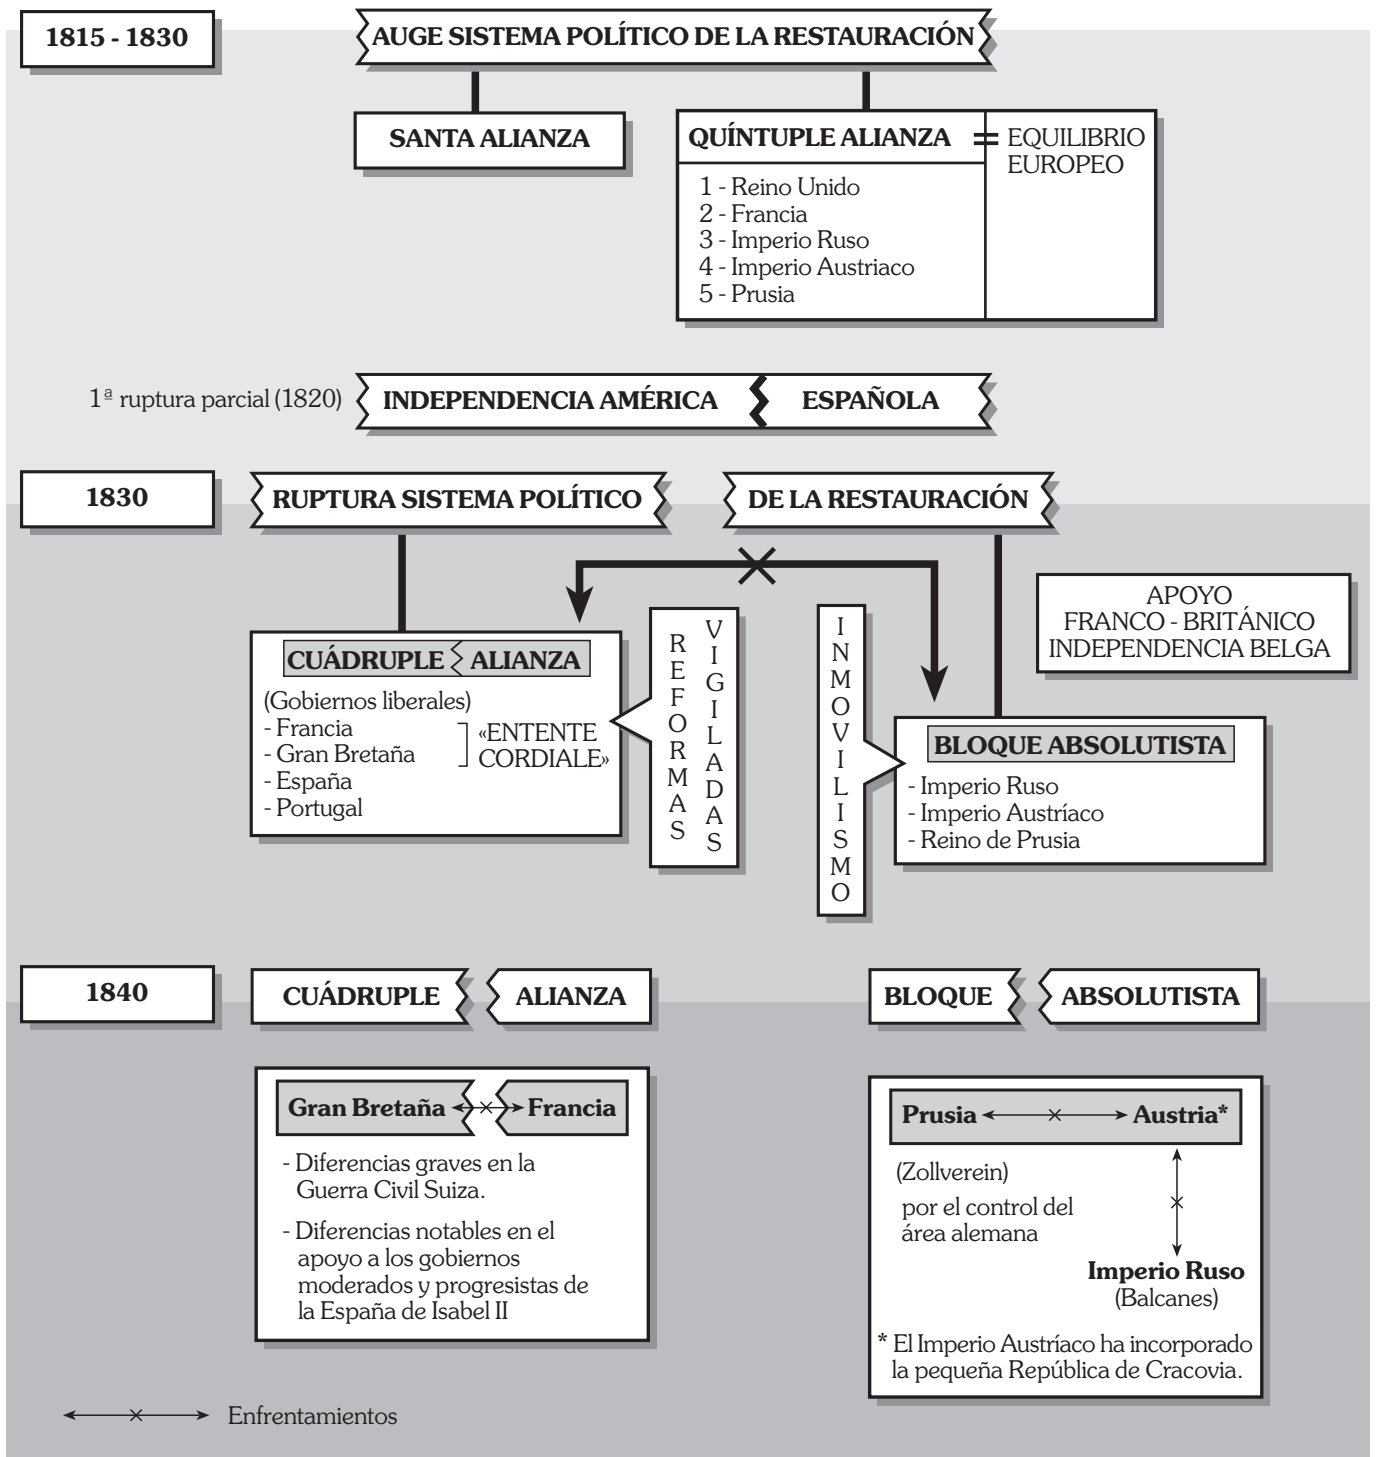 1815 - 1830
AUGE SISTEMA POLÍTICO DE LA RESTAURACIÓN
SANTA ALIANZA
QUÍNTUPLE ALIANZA = EQUILIBRIO
EUROPEO
1 - Reino Unido
2 - Francia
3 - Imperio Ruso
4 - Imperio Austriaco
5 - Prusia
1ª ruptura parcial (1820)
INDEPENDENCIA AMÉRICA ESPAÑOLA
1830
RUPTURA SISTEMA POLÍTICO DE LA RESTAURACIÓN
APOYO
FRANCO - BRITÁNICO
INDEPENDENCIA BELGA
CUÁDRUPLE ALIANZA
(Gobiernos liberales)
- Francia
- Gran Bretaña
- España
- Portugal
«ENTENTE
CORDIALE»
REFORMAS
VIGILADAS
INMOVILISMO
BLOQUE ABSOLUTISTA
- Imperio Ruso
- Imperio Austríaco
- Reino de Prusia
1840
CUÁDRUPLE ALIANZA
BLOQUE ABSOLUTISTA
Gran Bretaña Francia
- Diferencias graves en la
Guerra Civil Suiza.
- Diferencias notables en el
apoyo a los gobiernos
moderados y progresistas de
la España de Isabel II
Prusia Austria*
(Zollverein)
por el control del
área alemana
Imperio Ruso
(Balcanes)
* El Imperio Austríaco ha incorporado
la pequeña República de Cracovia.
Enfrentamientos